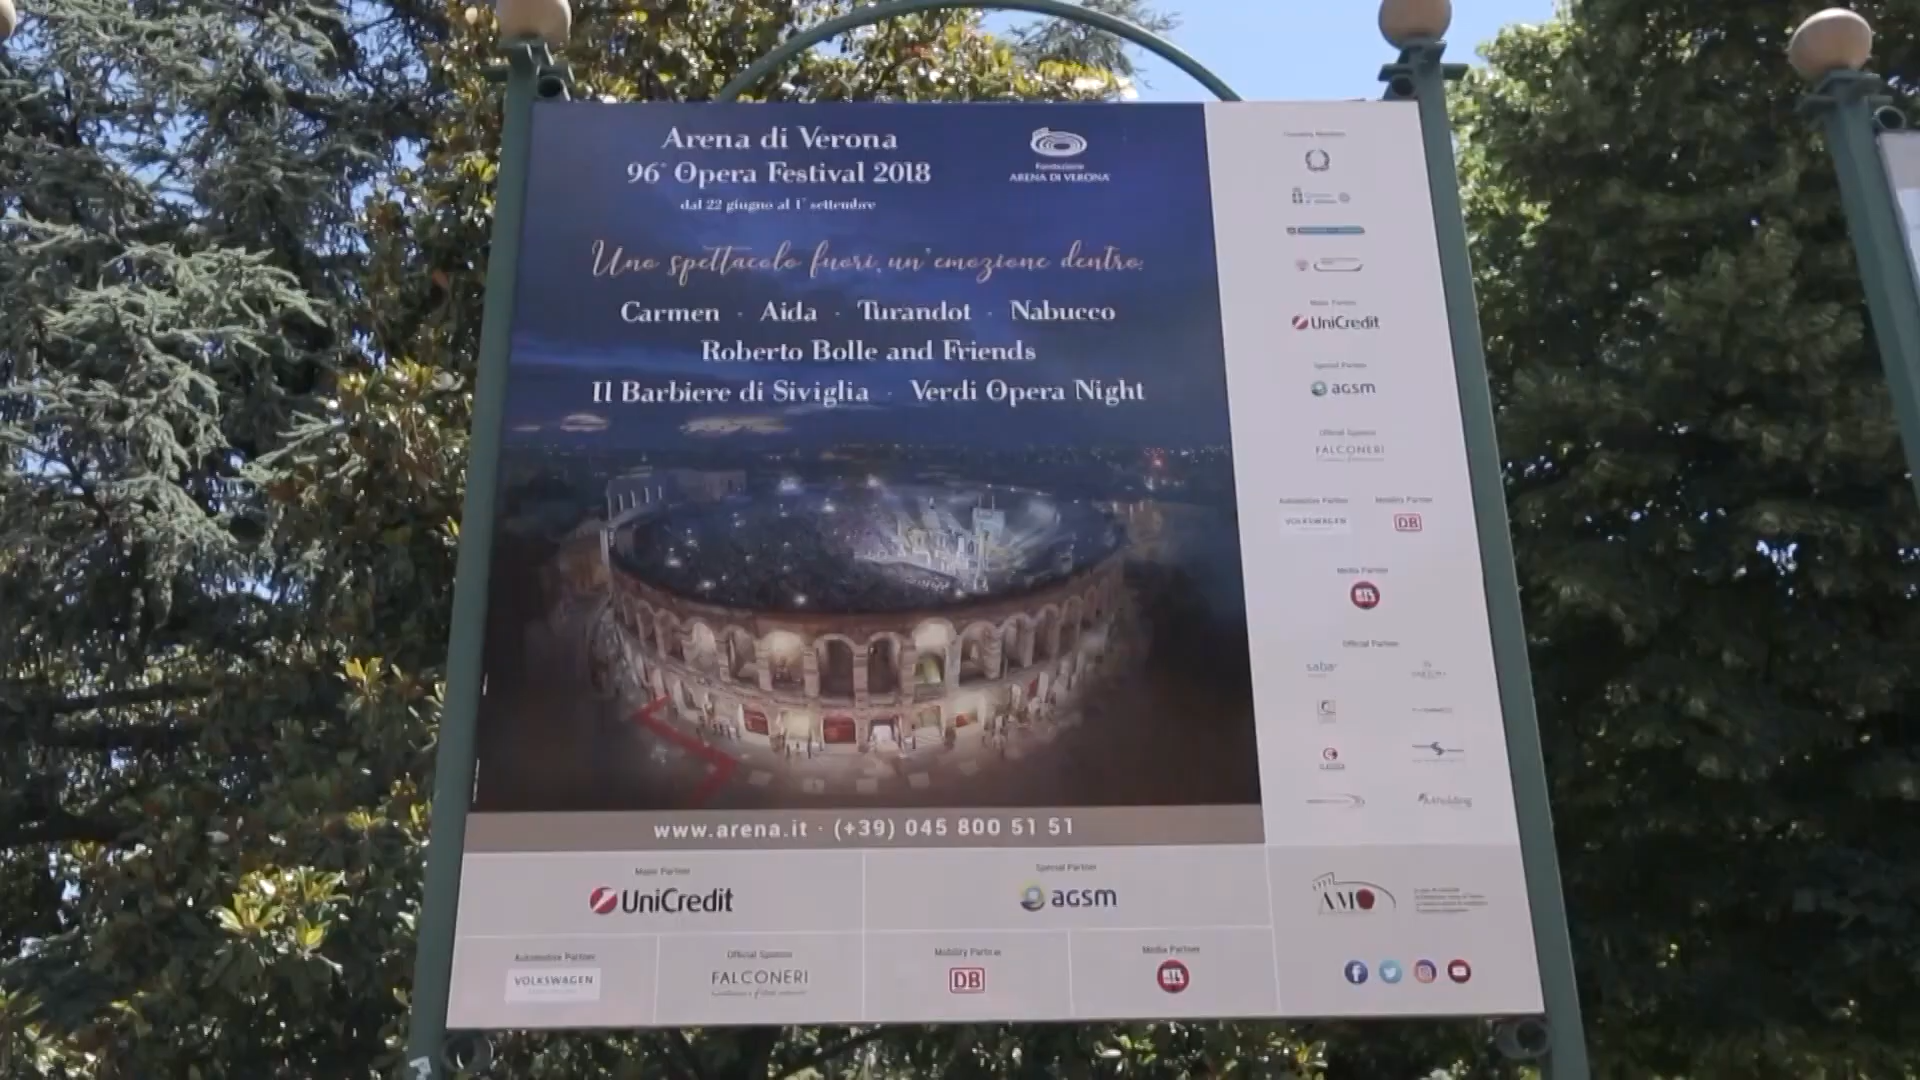 Arena di Verona
96° Opera Festival 2018
dal 22 giugno al 1° settembre
Fondazione
ARENA DI VERONA
Uno spettacolo fuori, un'emozione dentro.
Carmen · Aida · Turandot · Nabucco
Roberto Bolle and Friends
Il Barbiere di Siviglia · Verdi Opera Night
www.arena.it · (+39) 045 800 51 51
Major Partner
UniCredit
Special Partner
agsm
Automotive Partner
VOLKSWAGEN
Official Sponsor
FALCONERI
Mobility Partner
DB
Media Partner
Major Partner
UniCredit
Special Partner
agsm
Official Sponsor
FALCONERI
Automotive Partner
Mobility Partner
VOLKSWAGEN
DB
Media Partner
Official Partner
saba
A4holding
AMO